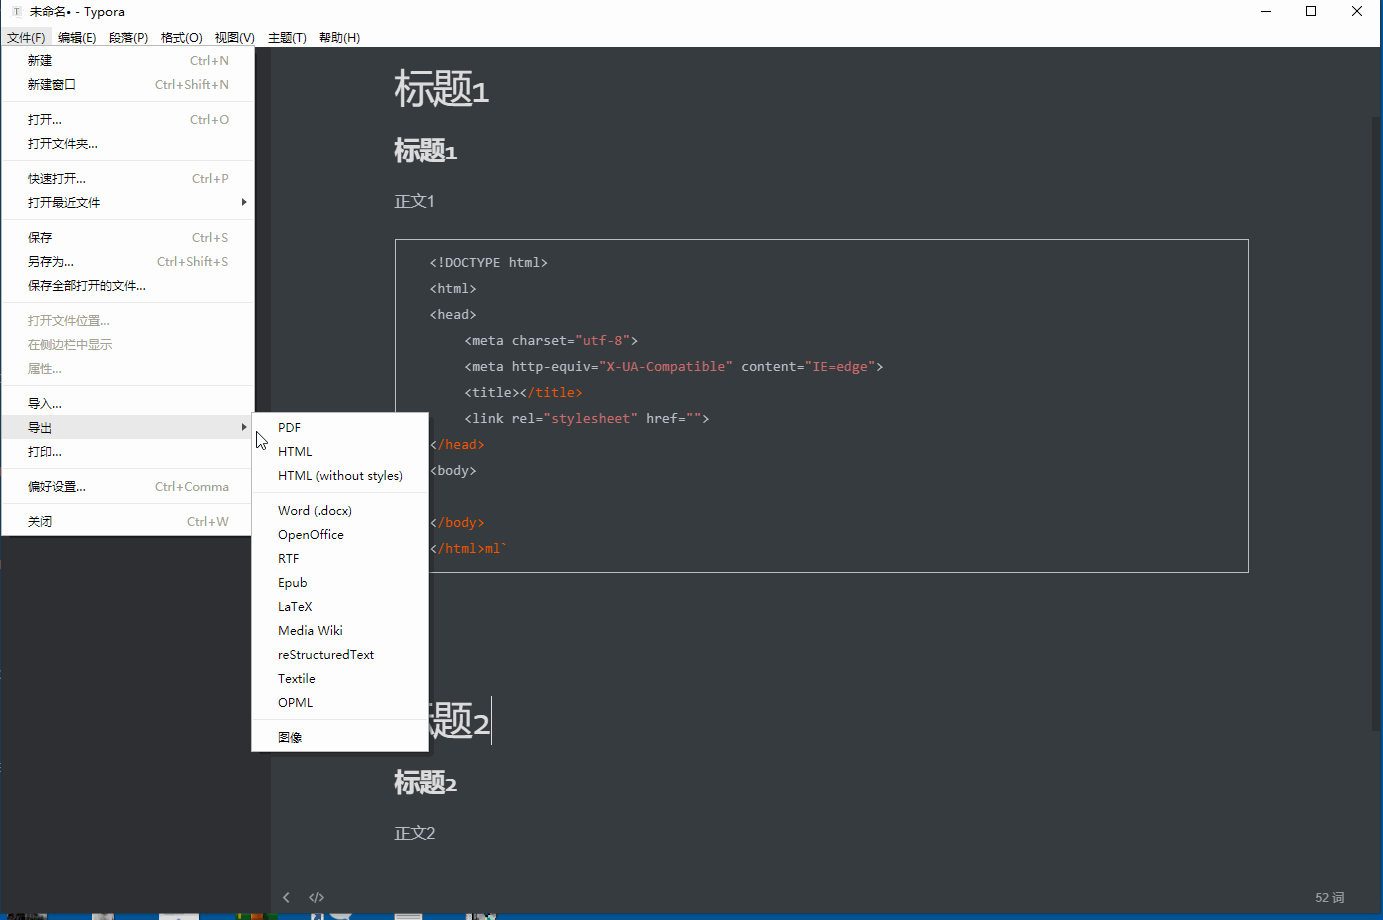 未命名• - Typora
文件(F) 编辑(E) 段落(P) 格式(O) 视图(V) 主题(T) 帮助(H)
新建 Ctrl+N
新建窗口 Ctrl+Shift+N
打开... Ctrl+O
打开文件夹...
快速打开... Ctrl+P
打开最近文件
保存 Ctrl+S
另存为... Ctrl+Shift+S
保存全部打开的文件...
打开文件位置...
在侧边栏中显示
属性...
导入...
导出
打印...
偏好设置... Ctrl+Comma
关闭 Ctrl+W
PDF
HTML
HTML (without styles)
Word (.docx)
OpenOffice
RTF
Epub
LaTeX
Media Wiki
reStructuredText
Textile
OPML
图像
标题1
标题1
正文1
<!DOCTYPE html>
<html>
<head>
<meta charset="utf-8">
<meta http-equiv="X-UA-Compatible" content="IE=edge">
<title></title>
<link rel="stylesheet" href="">
</head>
<body>
</body>
</html>ml`
题2
标题2
正文2
</>
52 词